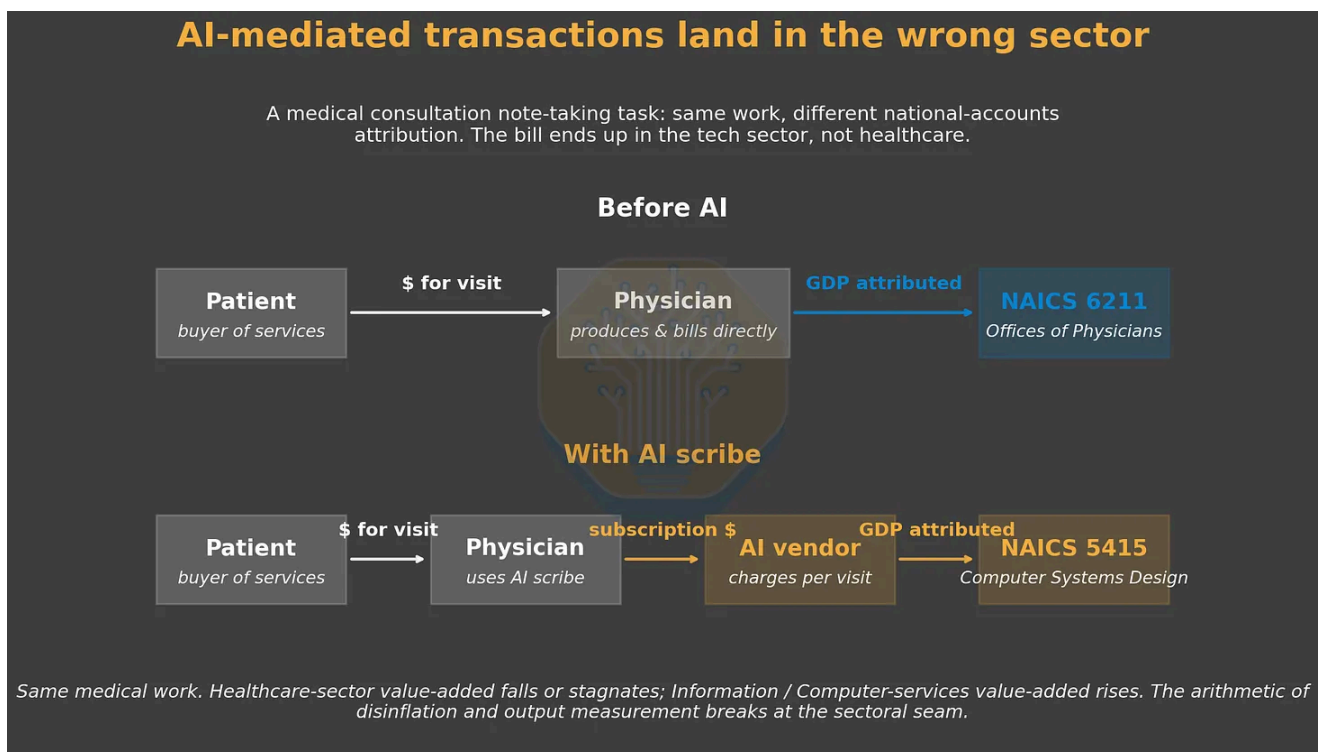 AI-mediated transactions land in the wrong sector
A medical consultation note-taking task: same work, different national-accounts
attribution. The bill ends up in the tech sector, not healthcare.
Before AI
Patient
buyer of services
$ for visit
Physician
produces & bills directly
GDP attributed
NAICS 6211
Offices of Physicians
With AI scribe
Patient
buyer of services
$ for visit
Physician
uses AI scribe
subscription $
AI vendor
charges per visit
GDP attributed
NAICS 5415
Computer Systems Design
Same medical work. Healthcare-sector value-added falls or stagnates; Information / Computer-services value-added rises. The arithmetic of
disinflation and output measurement breaks at the sectoral seam.